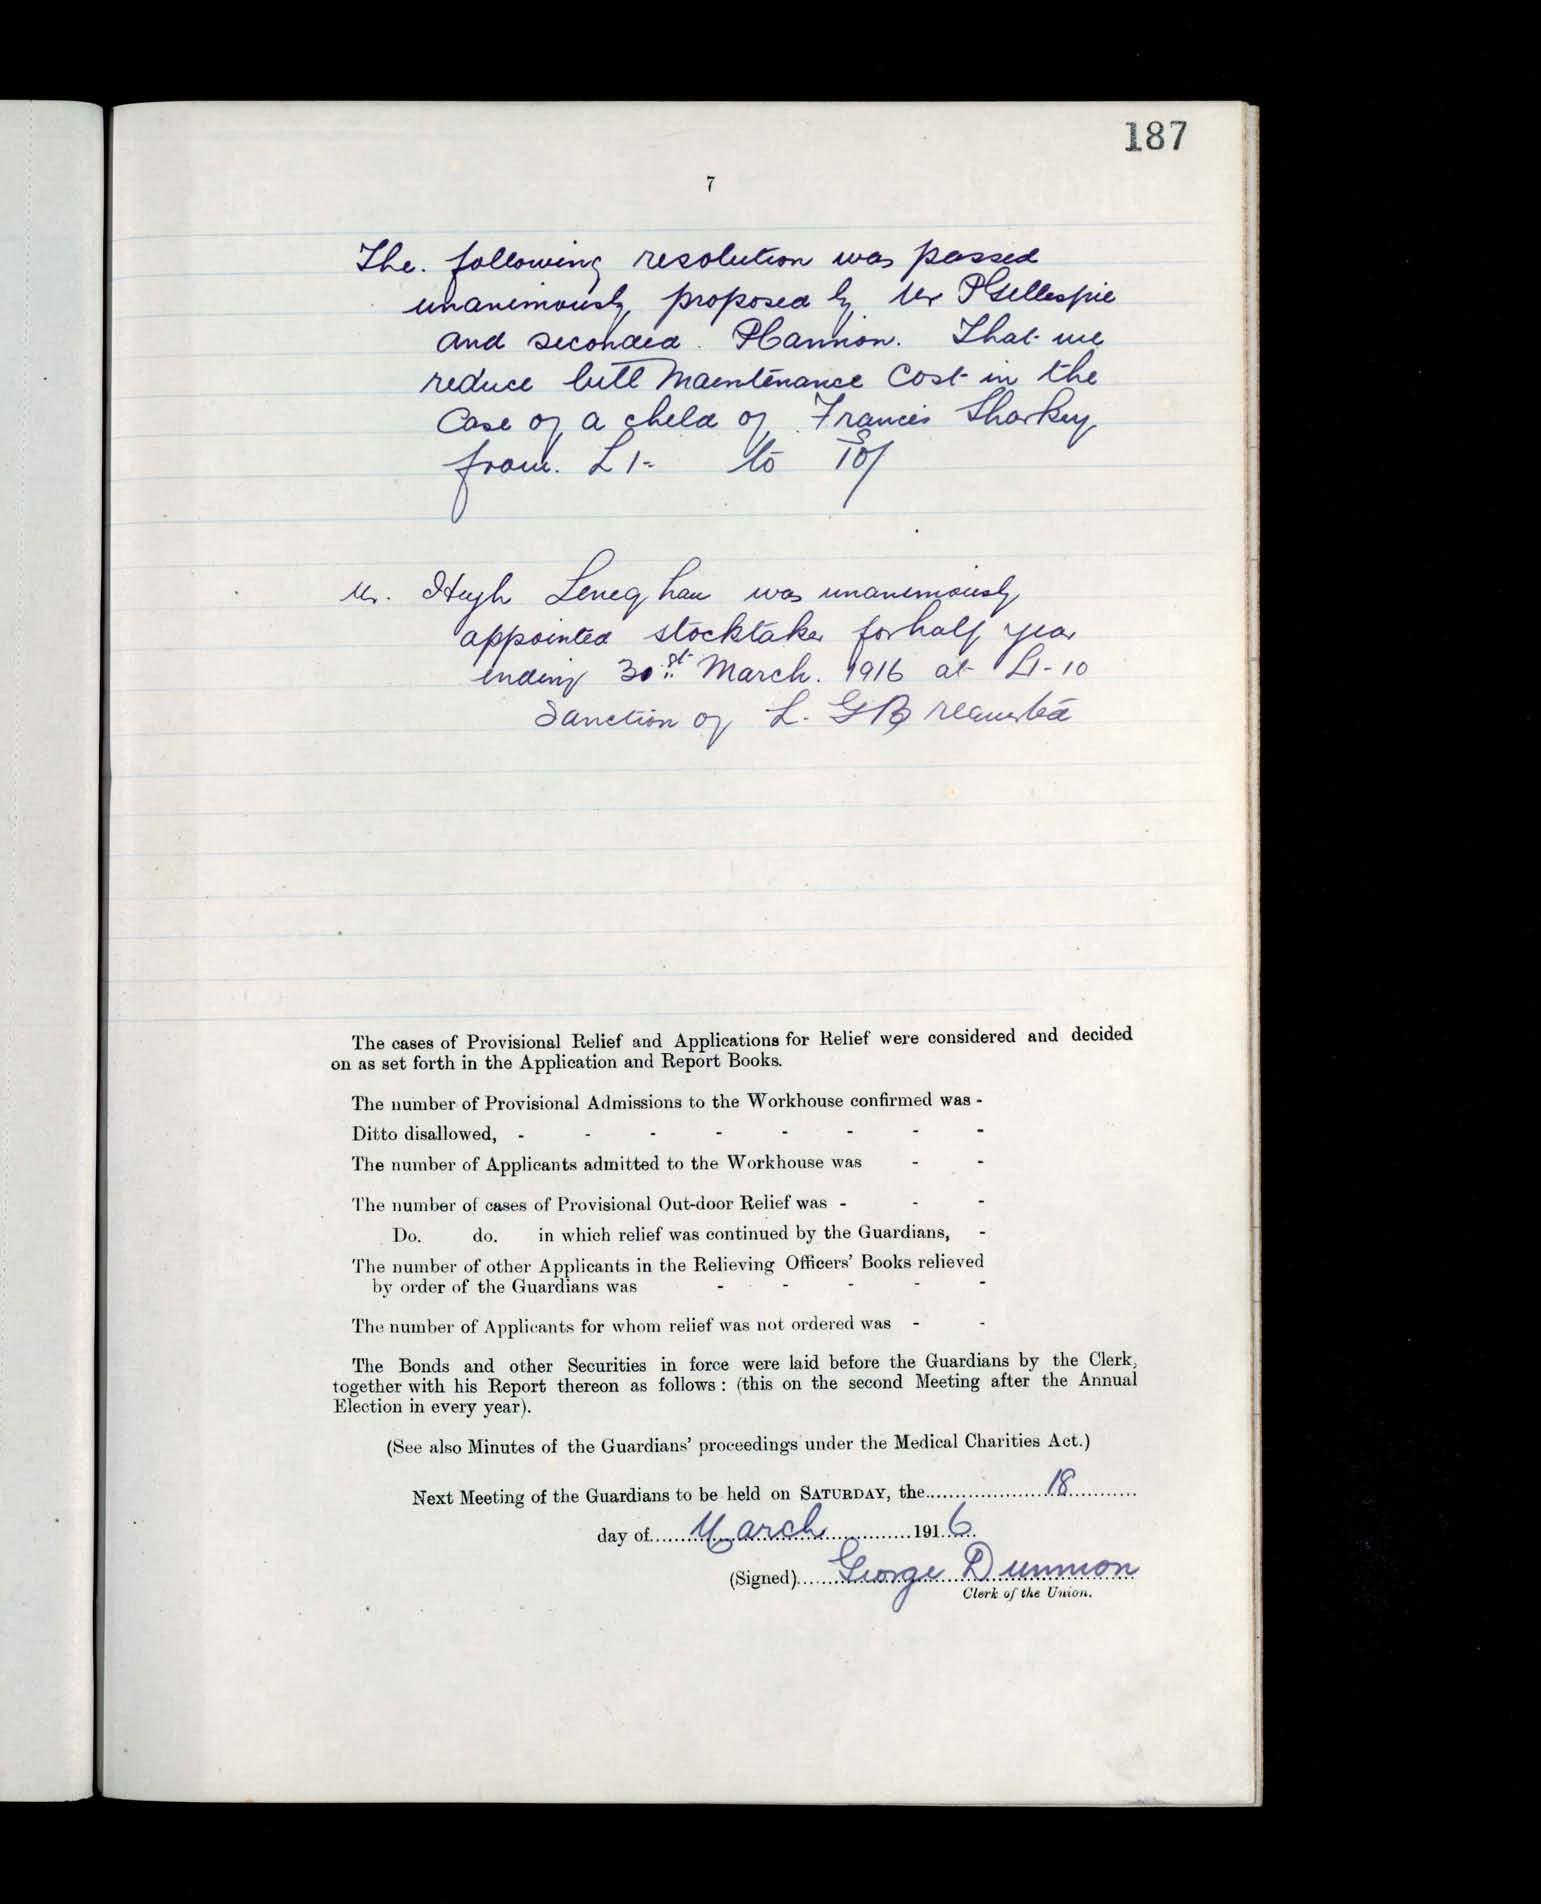 187
7
The. following resolution was passed
unanimously proposed by Mr P Gillespie
and seconded. P Cannon. That we
reduce bill Maintenance Cost in the
Case of a child of Francis Sharkey
from. £1- to 10/
Mr. Hugh Leneghan was unanimously
appointed stocktaker for half year
ending 30st March. 1916 at £1-10
Sanction of L. G B requested
The cases of Provisional Relief and Applications for Relief were considered and decided
on as set forth in the Application and Report Books.
The number of Provisional Admissions to the Workhouse confirmed was -
Ditto disallowed, - - - - - - - -
The number of Applicants admitted to the Workhouse was - -
The number of cases of Provisional Out-door Relief was - - -
Do. do. in which relief was continued by the Guardians, -
The number of other Applicants in the Relieving Officers' Books relieved
by order of the Guardians was - - - - -
The number of Applicants for whom relief was not ordered was - -
The Bonds and other Securities in force were laid before the Guardians by the Clerk,
together with his Report thereon as follows : (this on the second Meeting after the Annual
Election in every year).
(See also Minutes of the Guardians' proceedings under the Medical Charities Act.)
Next Meeting of the Guardians to be held on SATURDAY, the 18
day of March 1916
(Signed) George Dunnion
Clerk of the Union.